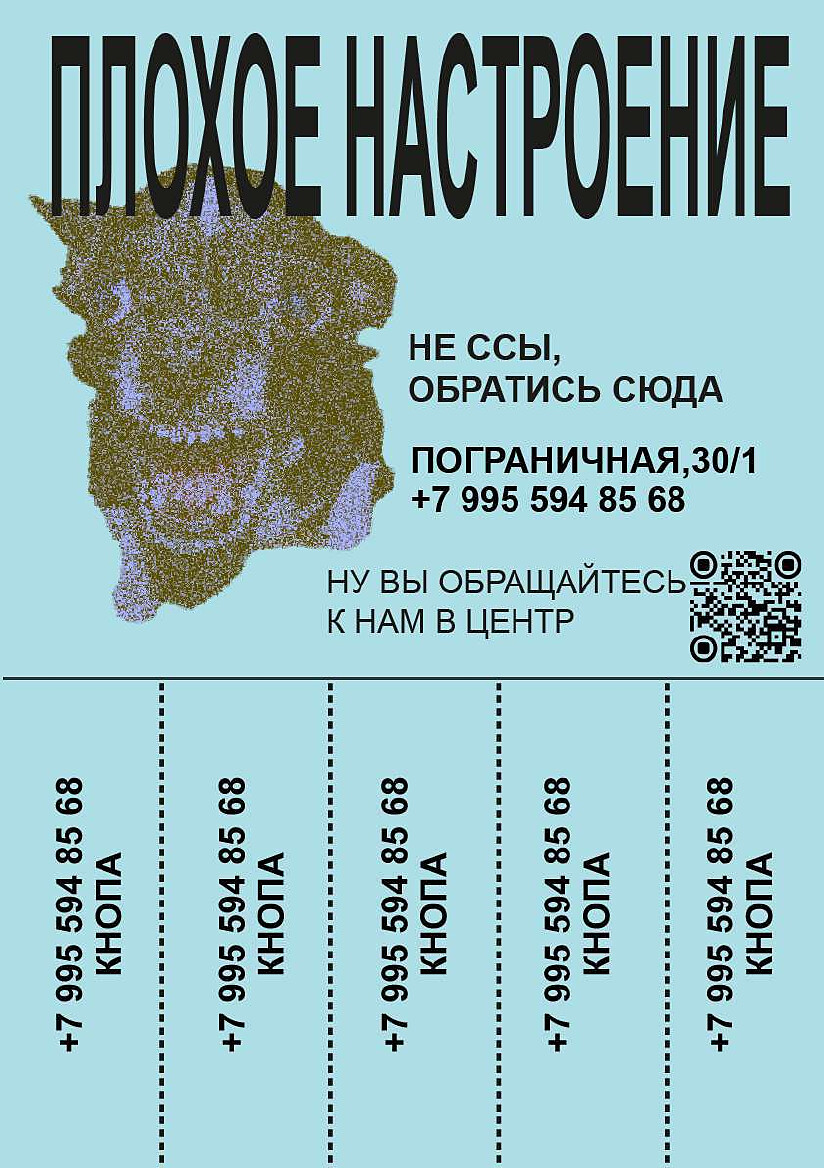 ПЛОХОЕ НАСТРОЕНИЕ
НЕ ССЫ,
ОБРАТИСЬ СЮДА
ПОГРАНИЧНАЯ,30/1
+7 995 594 85 68
НУ ВЫ ОБРАЩАЙТЕСЬ
К НАМ В ЦЕНТР
+7 995 594 85 68
КНОПА
+7 995 594 85 68
КНОПА
+7 995 594 85 68
КНОПА
+7 995 594 85 68
КНОПА
+7 995 594 85 68
КНОПА